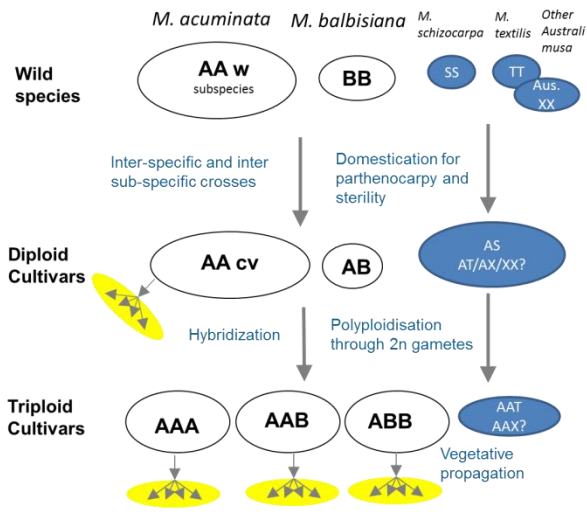 M. acuminata
M. balbisiana
M.
schizocarpa
M.
textilis
Other
Australi
musa
Wild
species
AA w
subspecies
BB
SS
TT
Aus.
XX
Inter-specific and inter
sub-specific crosses
Domestication for
parthenocarpy and
sterility
Diploid
Cultivars
AA cv
AB
AS
AT/AX/XX?
Hybridization
Polyploidisation
through 2n gametes
Triploid
Cultivars
AAA
AAB
ABB
AAT
AAX?
Vegetative
propagation